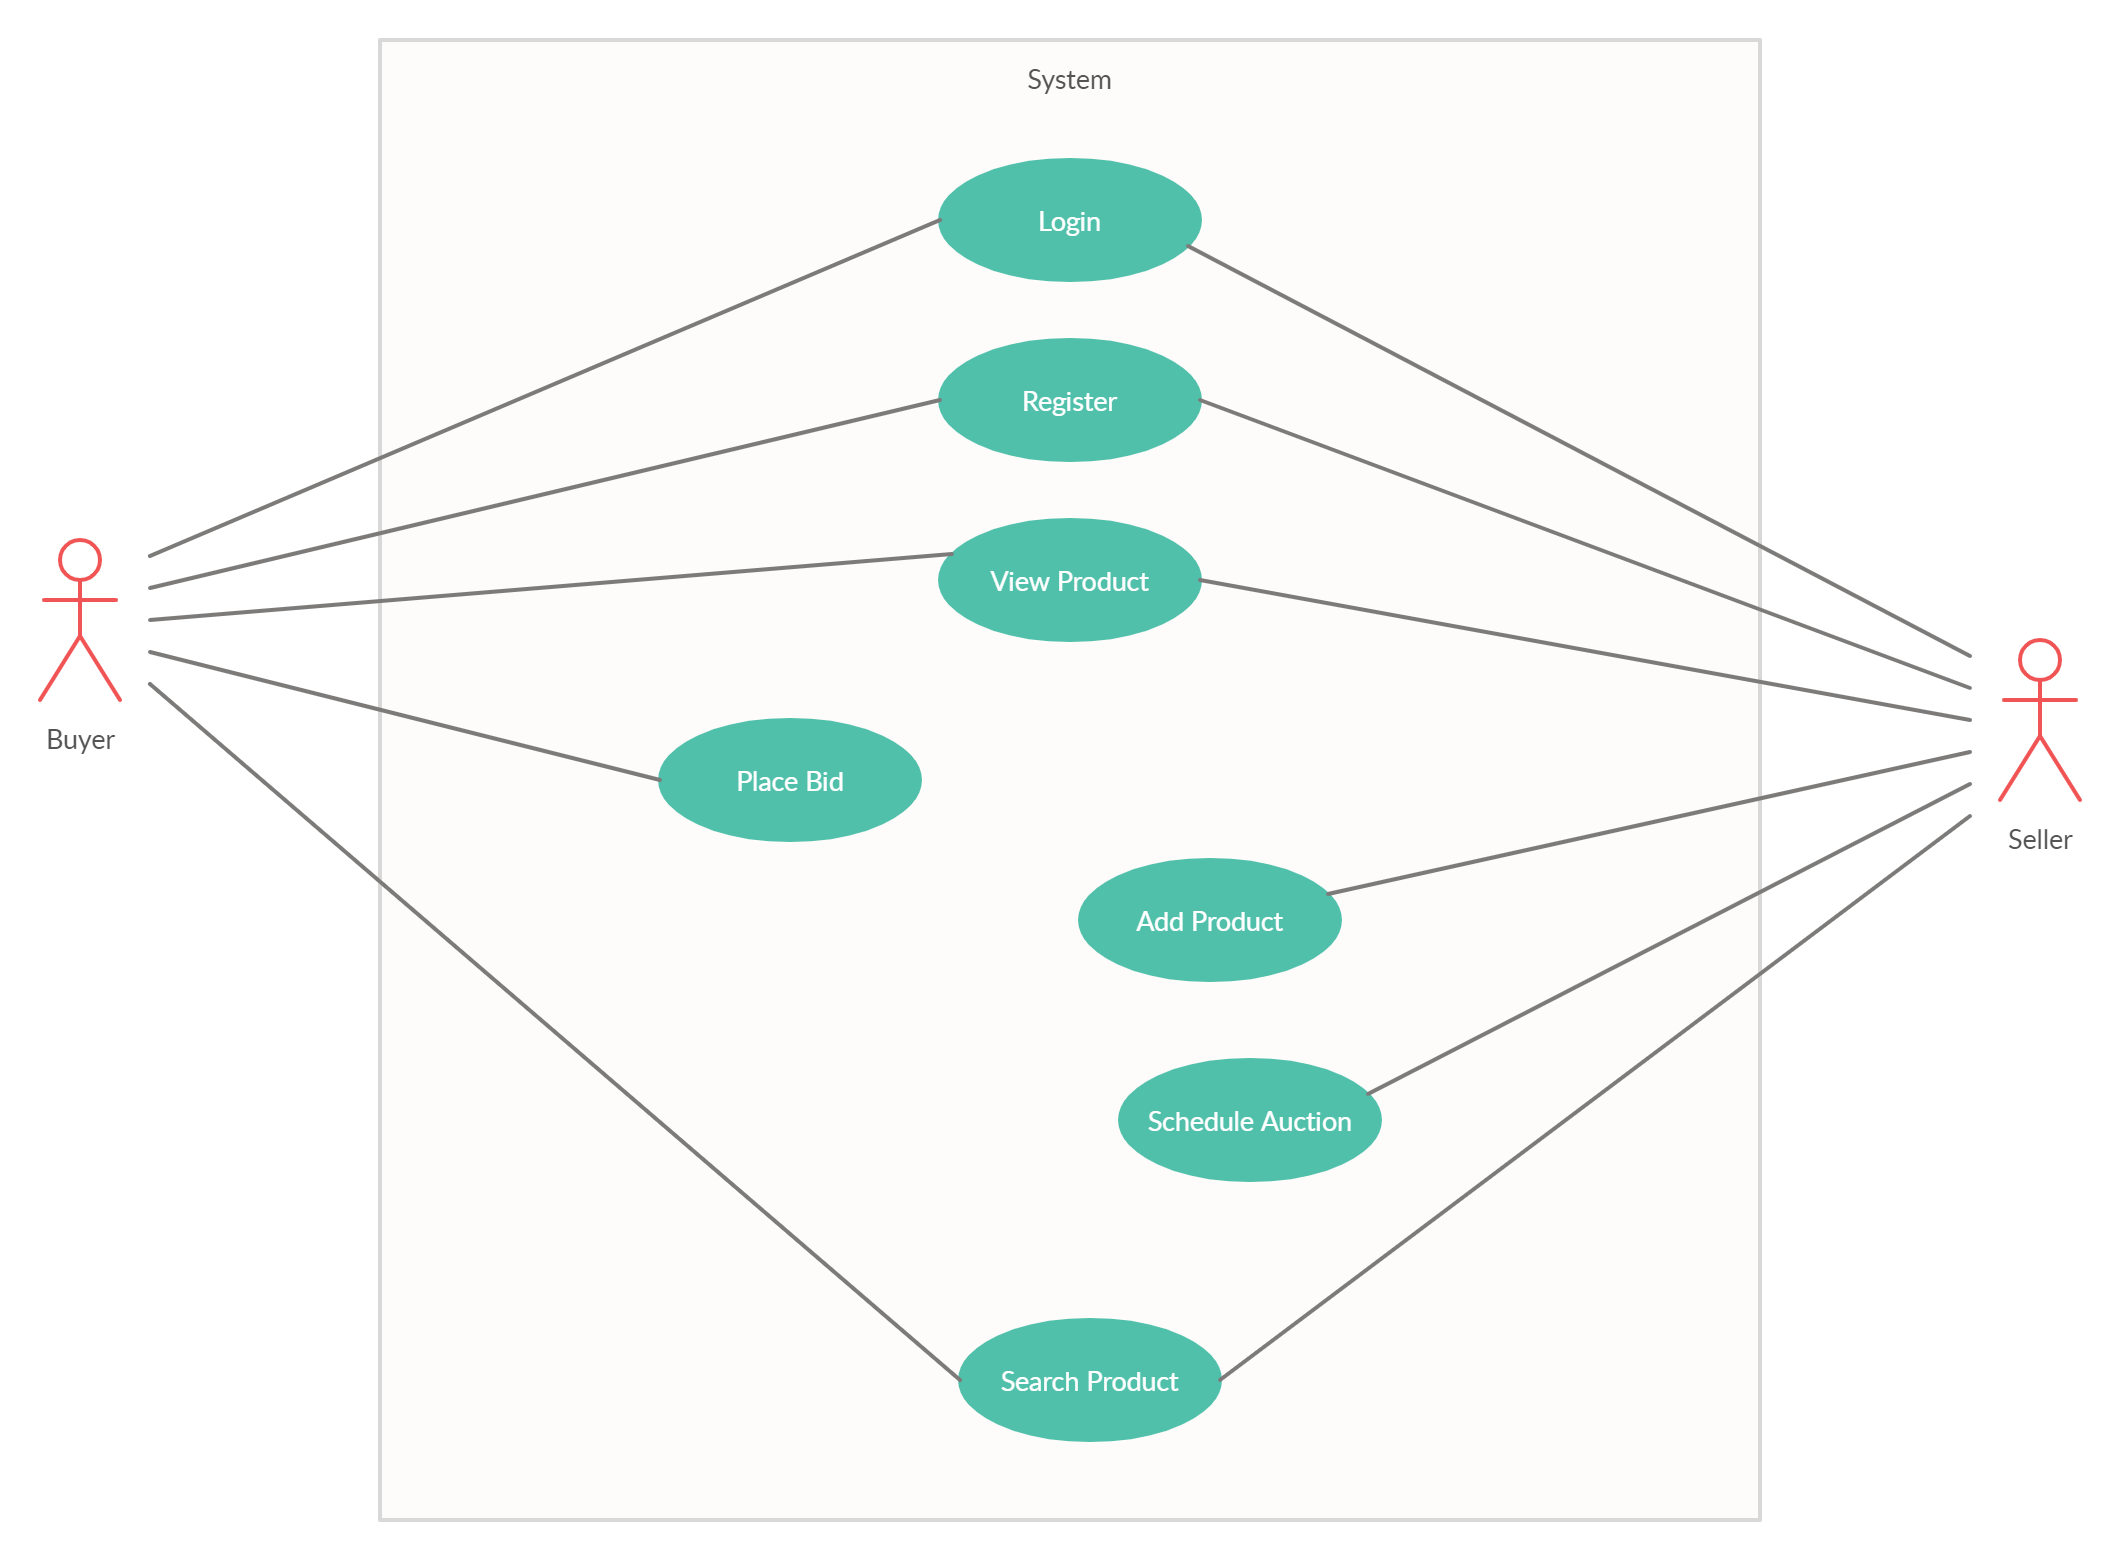 System
Login
Register
View Product
Buyer
Place Bid
Seller
Add Product
Schedule Auction
Search Product